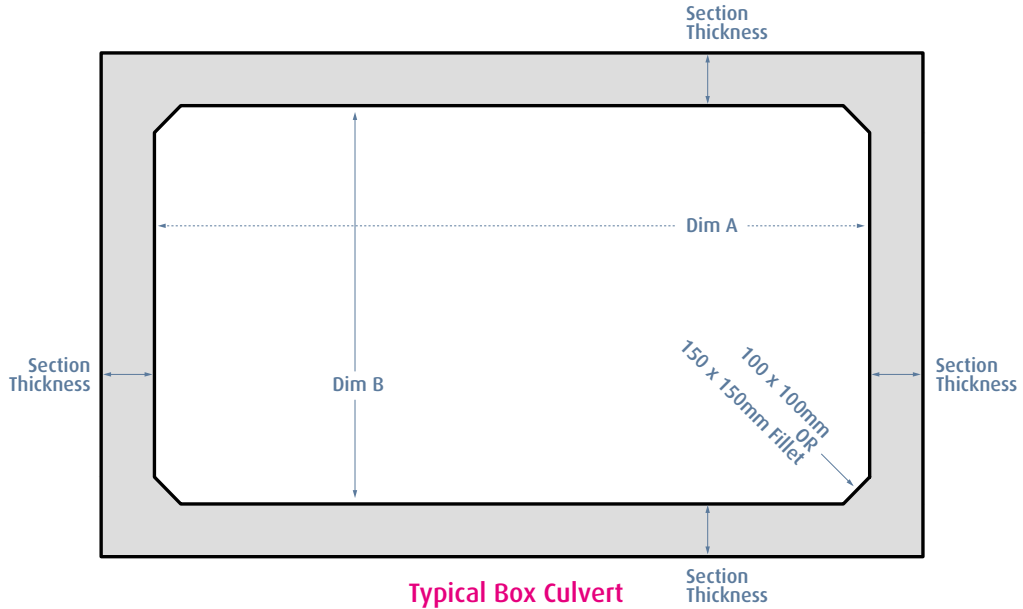 Section
Thickness
Dim A
Section
Thickness
Dim B
100 x 100mm
OR
150 x 150mm Fillet
Section
Thickness
Typical Box Culvert
Section
Thickness